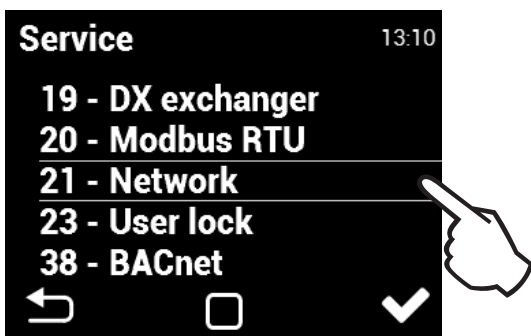 Service 13:10
19 - DX exchanger
20 - Modbus RTU
21 - Network
23 - User lock
38 - BACnet